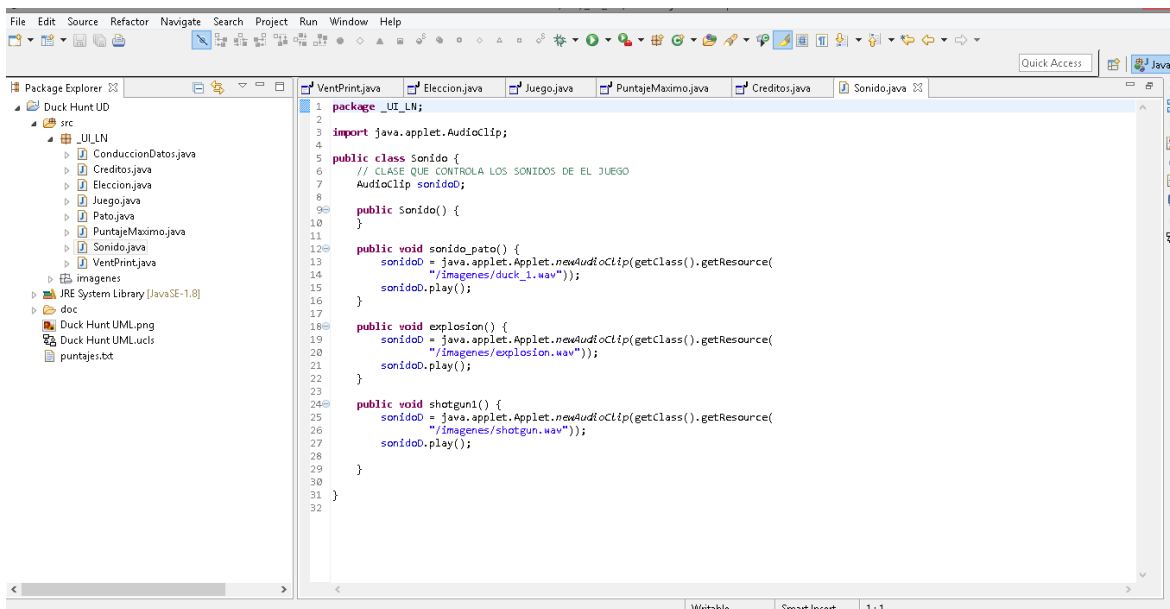 File Edit Source Refactor Navigate Search Project Run Window Help
Quick Access
Java
Package Explorer
Duck Hunt UD
src
_UI_LN
ConduccionDatos.java
Creditos.java
Eleccion.java
Juego.java
Pato.java
PuntajeMaximo.java
Sonido.java
VentPrint.java
imagenes
JRE System Library [JavaSE-1.8]
doc
Duck Hunt UML.png
Duck Hunt UML.ucls
puntajes.txt
VentPrint.java Eleccion.java Juego.java PuntajeMaximo.java Creditos.java Sonido.java
1 package _UI_LN;
2
3 import java.applet.AudioClip;
4
5 public class Sonido {
6 // CLASE QUE CONTROLA LOS SONIDOS DE EL JUEGO
7 AudioClip sonidoD;
8
9 public Sonido() {
10 }
11
12 public void sonido_pato() {
13 sonidoD = java.applet.Applet.newAudioClip(getClass().getResource(
14 "/imagenes/duck_1.wav"));
15 sonidoD.play();
16 }
17
18 public void explosion() {
19 sonidoD = java.applet.Applet.newAudioClip(getClass().getResource(
20 "/imagenes/explosion.wav"));
21 sonidoD.play();
22 }
23
24 public void shotgun1() {
25 sonidoD = java.applet.Applet.newAudioClip(getClass().getResource(
26 "/imagenes/shotgun.wav"));
27 sonidoD.play();
28
29 }
30
31 }
32
Writable Smart Insert 1 : 1